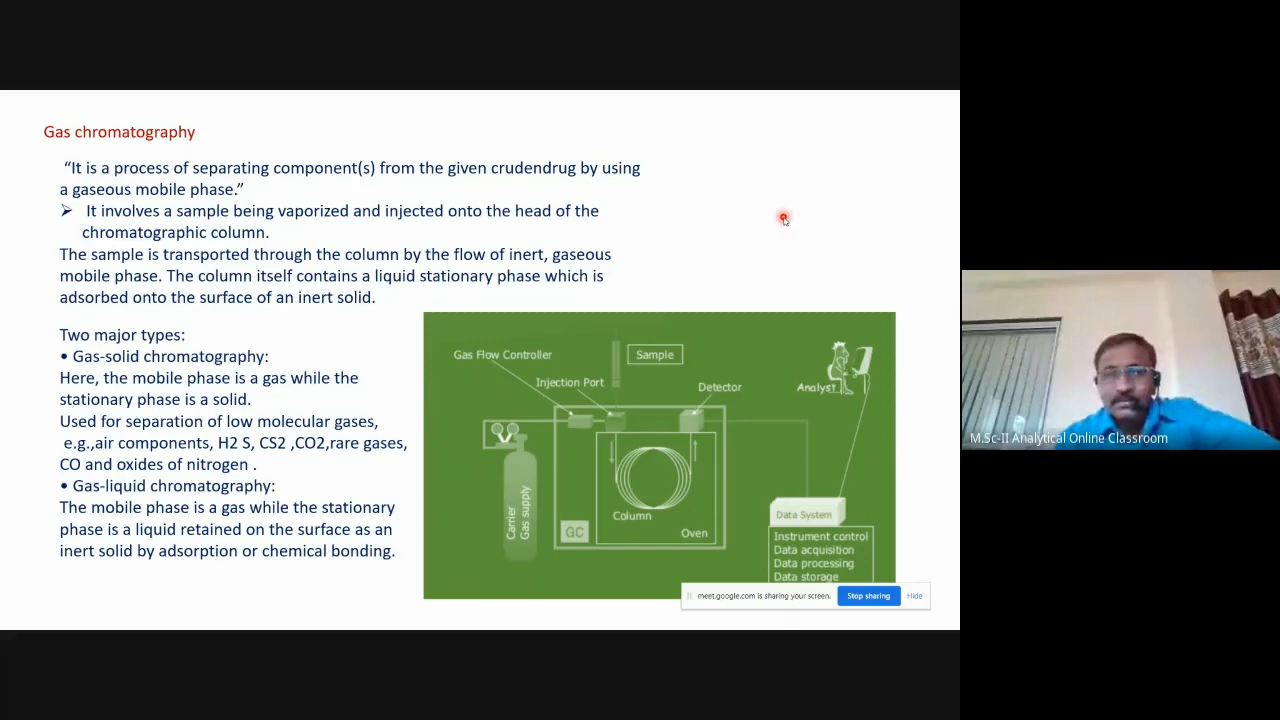 Gas chromatography
“It is a process of separating component(s) from the given crudendrug by using
a gaseous mobile phase.”
➢ It involves a sample being vaporized and injected onto the head of the
chromatographic column.
The sample is transported through the column by the flow of inert, gaseous
mobile phase. The column itself contains a liquid stationary phase which is
adsorbed onto the surface of an inert solid.
Two major types:
• Gas-solid chromatography:
Here, the mobile phase is a gas while the
stationary phase is a solid.
Used for separation of low molecular gases,
e.g.,air components, H2 S, CS2 ,CO2,rare gases,
CO and oxides of nitrogen .
• Gas-liquid chromatography:
The mobile phase is a gas while the stationary
phase is a liquid retained on the surface as an
inert solid by adsorption or chemical bonding.
Gas Flow Controller
Sample
Injection Port
Detector
Analyst
Carrier
Gas supply
Column
GC
Oven
Data System
Instrument control
Data acquisition
Data processing
Data storage
meet.google.com is sharing your screen.
Stop sharing
Hide
M.Sc-II Analytical Online Classroom